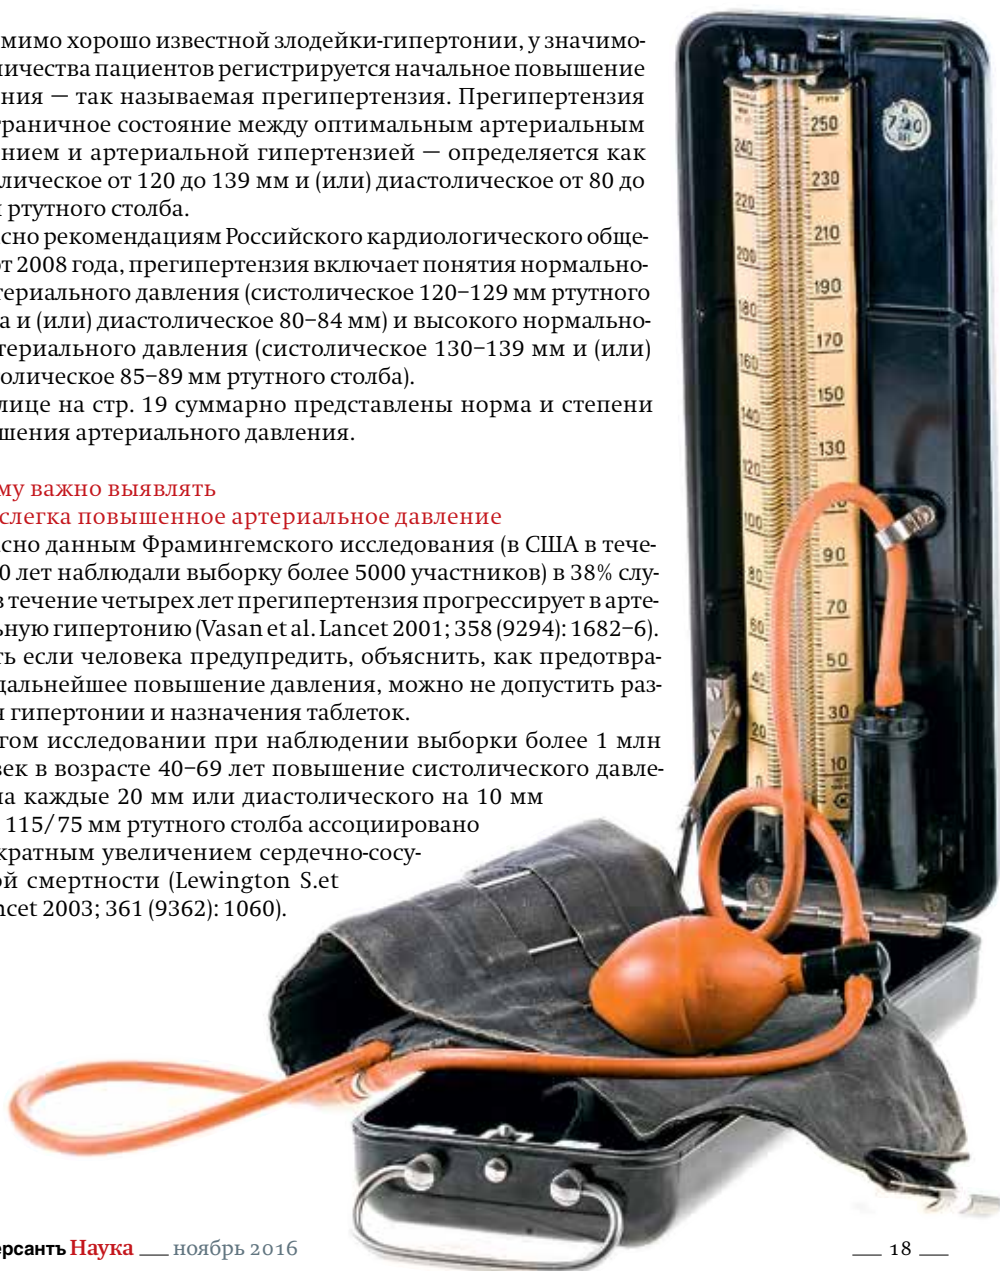 мимо хорошо известной злодейки-гипертонии, у значимо-
личества пациентов регистрируется начальное повышение
ния — так называемая прегипертензия. Прегипертензия
граничное состояние между оптимальным артериальным
нием и артериальной гипертензией — определяется как
лическое от 120 до 139 мм и (или) диастолическое от 80 до
ртутного столба.
сно рекомендациям Российского кардиологического обще-
от 2008 года, прегипертензия включает понятия нормально-
териального давления (систолическое 120–129 мм ртутного
а и (или) диастолическое 80–84 мм) и высокого нормально-
териального давления (систолическое 130–139 мм и (или)
олическое 85–89 мм ртутного столба).
лице на стр. 19 суммарно представлены норма и степени
шения артериального давления.
му важно выявлять
слегка повышенное артериальное давление
сно данным Фрамингемского исследования (в США в тече-
0 лет наблюдали выборку более 5000 участников) в 38% слу-
в течение четырех лет прегипертензия прогрессирует в арте-
ьную гипертонию (Vasan et al. Lancet 2001; 358 (9294): 1682–6).
ть если человека предупредить, объяснить, как предотвра-
дальнейшее повышение давления, можно не допустить раз-
я гипертонии и назначения таблеток.
гом исследовании при наблюдении выборки более 1 млн
век в возрасте 40–69 лет повышение систолического давле-
на каждые 20 мм или диастолического на 10 мм
115/75 мм ртутного столба ассоциировано
кратным увеличением сердечно-сосу-
ой смертности (Lewington S.et
ncet 2003; 361 (9362): 1060).
250
240
230
220
210
200
190
180
170
160
150
140
130
120
100
90
80
70
60
50
40
30
20
10
0
ерсантъ Наука __ ноябрь 2016
__ 18 __